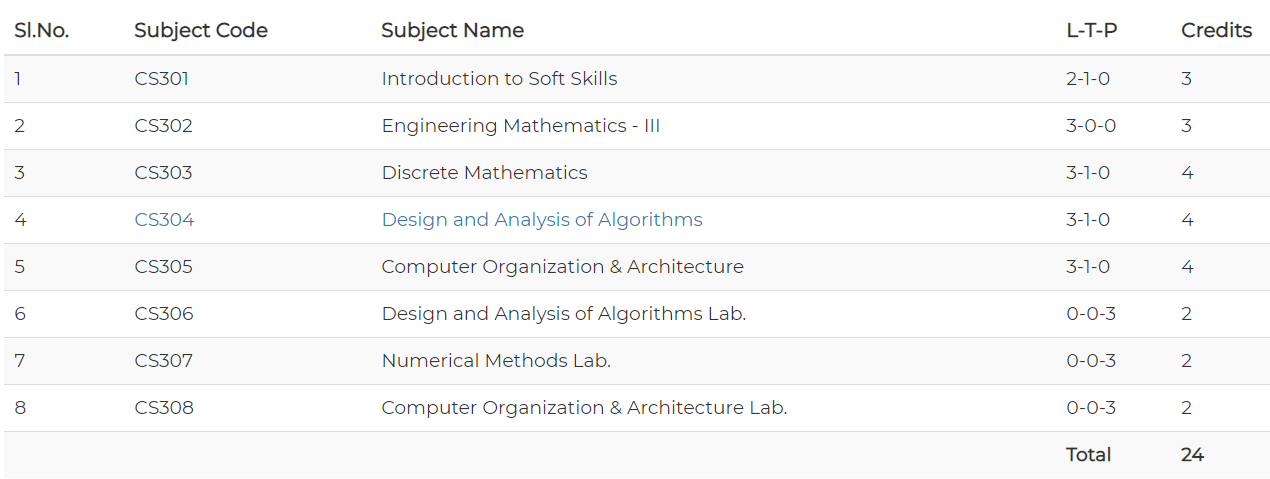 Sl.No. Subject Code Subject Name L-T-P Credits
1 CS301 Introduction to Soft Skills 2-1-0 3
2 CS302 Engineering Mathematics - III 3-0-0 3
3 CS303 Discrete Mathematics 3-1-0 4
4 CS304 Design and Analysis of Algorithms 3-1-0 4
5 CS305 Computer Organization & Architecture 3-1-0 4
6 CS306 Design and Analysis of Algorithms Lab. 0-0-3 2
7 CS307 Numerical Methods Lab. 0-0-3 2
8 CS308 Computer Organization & Architecture Lab. 0-0-3 2
Total 24